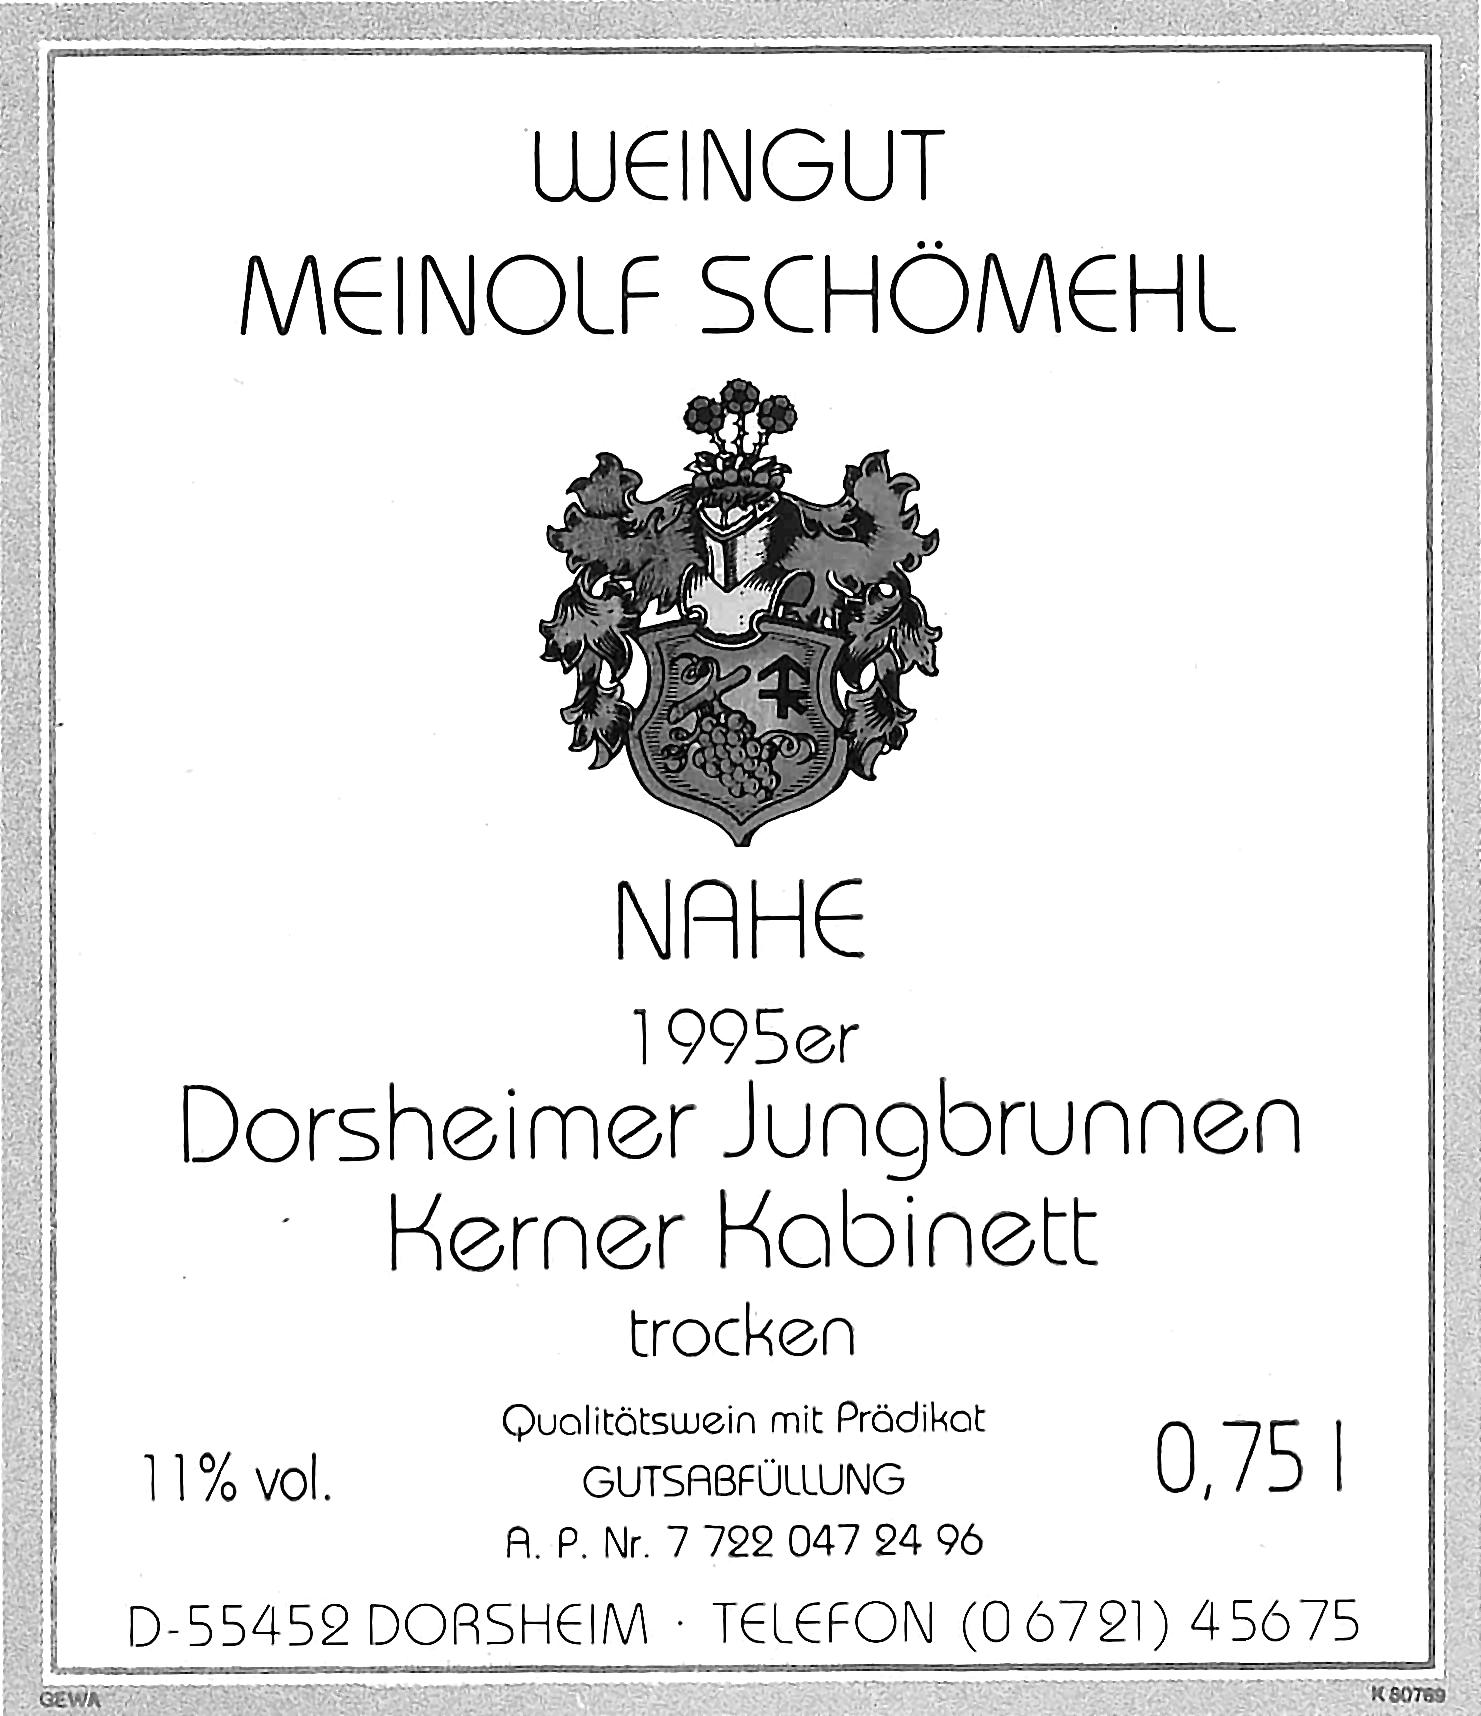 WEINGUT
MEINOLF SCHÖMEHL
NAHE
1995er
Dorsheimer Jungbrunnen
Kerner Kabinett
trocken
Qualitätswein mit Prädikat
11% vol.
GUTSABFÜLLUNG
0,75 l
A. P. Nr. 7 722 047 24 96
D-55452 DORSHEIM · TELEFON (0 67 21) 4 56 75
GEWA
K 80769